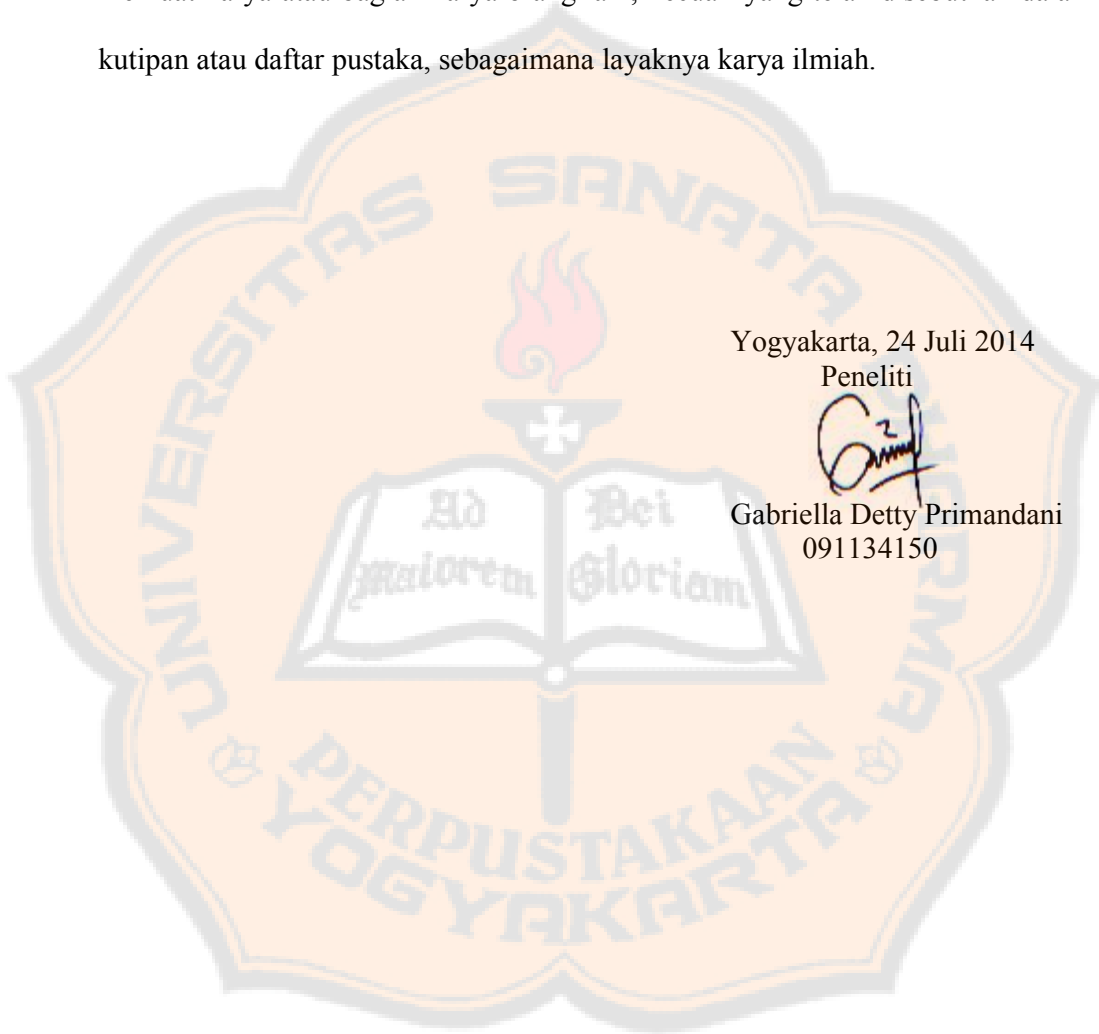 kutipan atau daftar pustaka, sebagaimana layaknya karya ilmiah.
Yogyakarta, 24 Juli 2014
Peneliti
Gabriella Detty Primandani
091134150
UNIVERSITAS SANATA DHARMA
Ad Dei
maiorem Gloriam
PERPUSTAKAAN
YOGYAKARTA